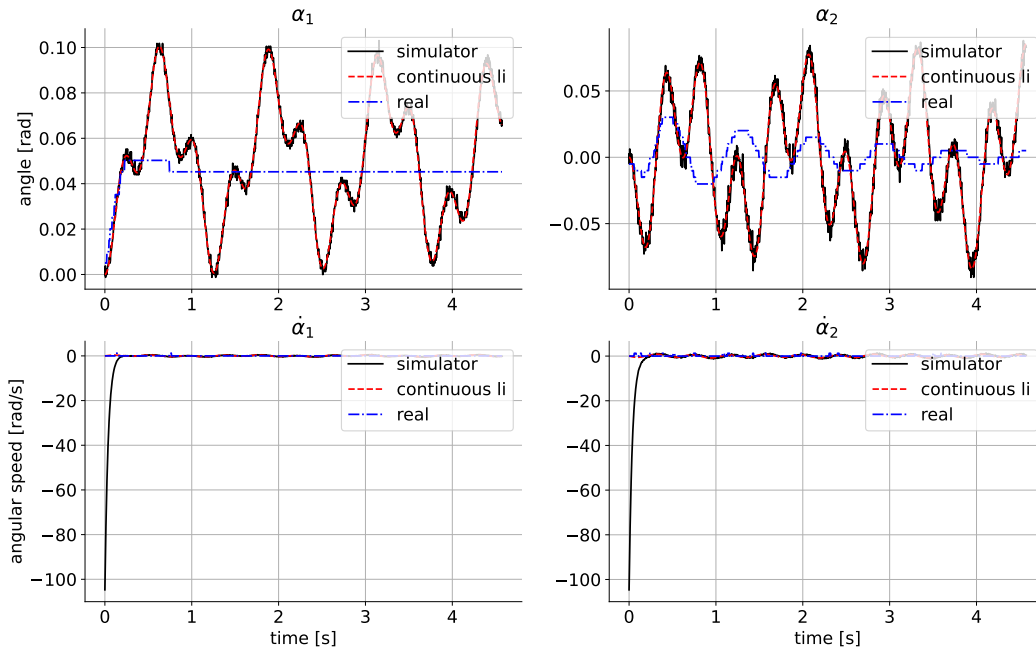 α₁
α₂
angle [rad]
0.10
0.08
0.06
0.04
0.02
0.00
0 1 2 3 4
simulator
continuous li
real
0.05
0.00
−0.05
0 1 2 3 4
simulator
continuous li
real
α̇₁
α̇₂
angular speed [rad/s]
0
−20
−40
−60
−80
−100
0 1 2 3 4
time [s]
simulator
continuous li
real
0
−20
−40
−60
−80
−100
0 1 2 3 4
time [s]
simulator
continuous li
real